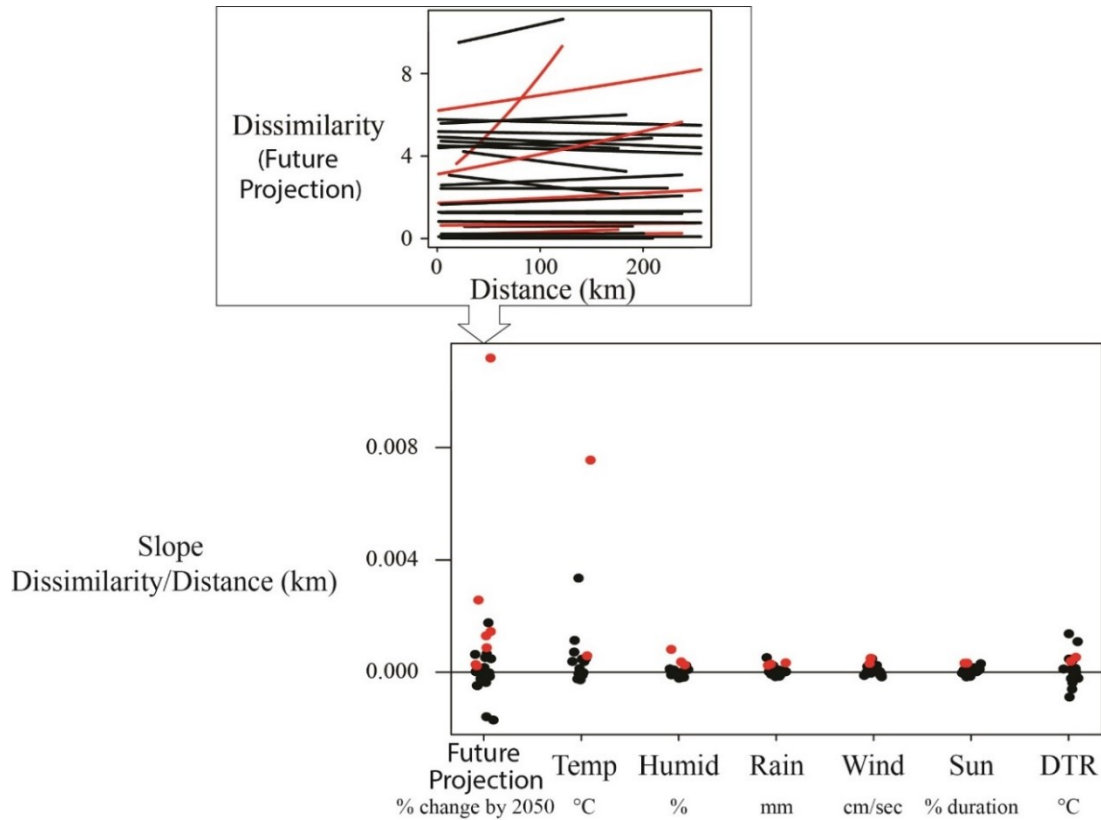 8
4
0
Dissimilarity
(Future
Projection)
0 100 200
Distance (km)
0.008
0.004
0.000
Slope
Dissimilarity/Distance (km)
Future
Projection Temp Humid Rain Wind Sun DTR
% change by 2050 °C % mm cm/sec % duration °C